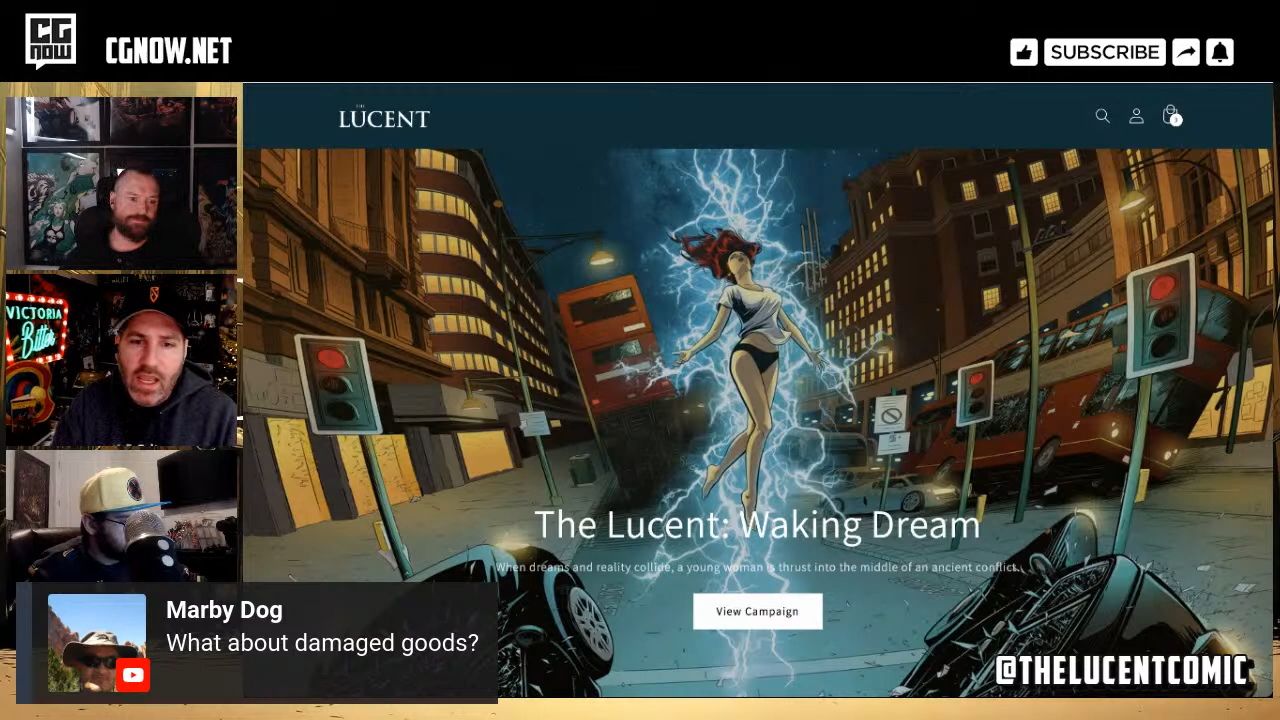 CG
NOW
CGNOW.NET
SUBSCRIBE
THE
LUCENT
VICTORIA
Bitter
The Lucent: Waking Dream
When dreams and reality collide, a young woman is thrust into the middle of an ancient conflict.
View Campaign
Marby Dog
What about damaged goods?
@THELUCENTCOMIC